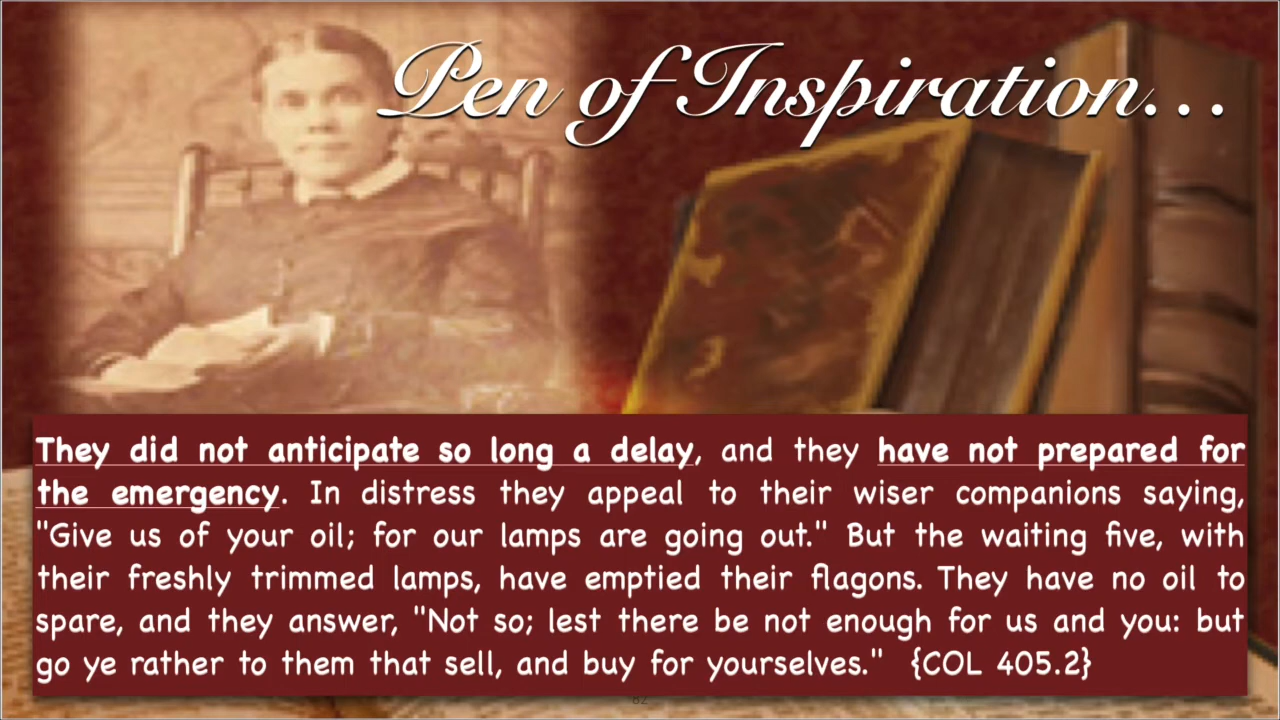 Pen of Inspiration...
They did not anticipate so long a delay, and they have not prepared for
the emergency. In distress they appeal to their wiser companions saying,
"Give us of your oil; for our lamps are going out." But the waiting five, with
their freshly trimmed lamps, have emptied their flagons. They have no oil to
spare, and they answer, "Not so; lest there be not enough for us and you: but
go ye rather to them that sell, and buy for yourselves." {COL 405.2}
82